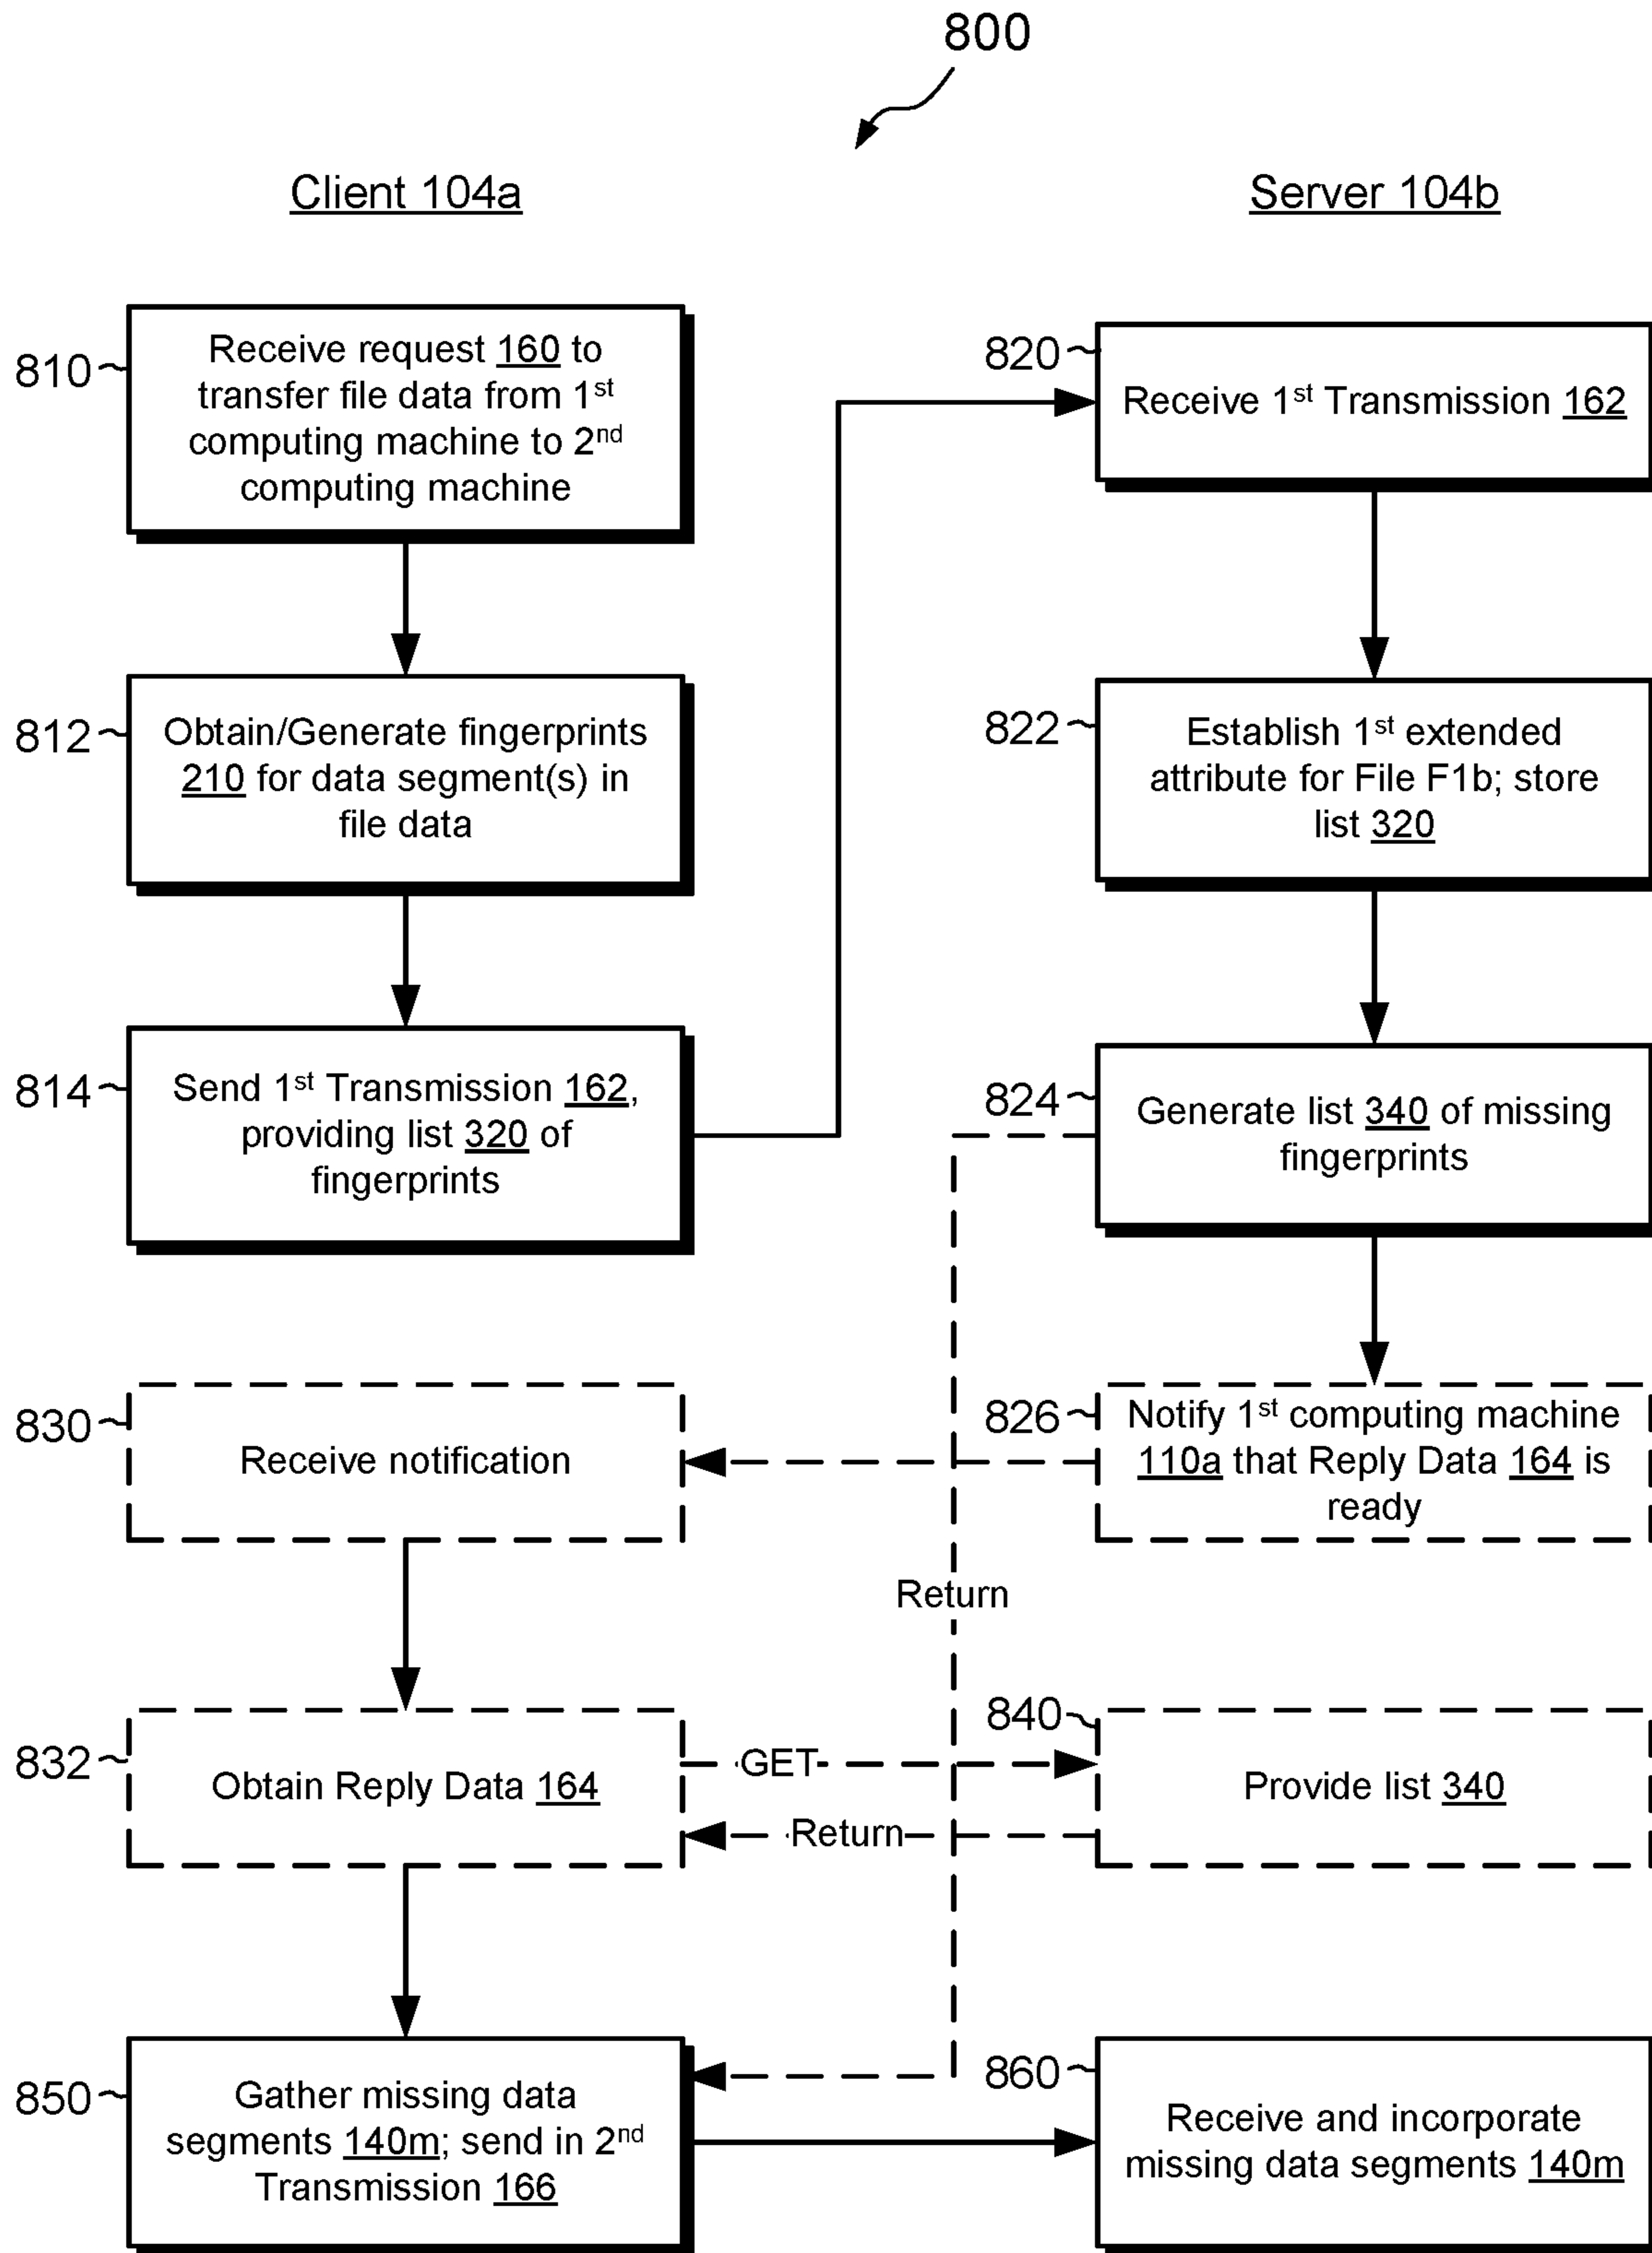 800
Client 104a
Server 104b
810
Receive request 160 to
transfer file data from 1st
computing machine to 2nd
computing machine
820
Receive 1st Transmission 162
812
Obtain/Generate fingerprints
210 for data segment(s) in
file data
822
Establish 1st extended
attribute for File F1b; store
list 320
814
Send 1st Transmission 162,
providing list 320 of
fingerprints
824
Generate list 340 of missing
fingerprints
830
Receive notification
826
Notify 1st computing machine
110a that Reply Data 164 is
ready
Return
832
Obtain Reply Data 164
GET
Return
840
Provide list 340
850
Gather missing data
segments 140m; send in 2nd
Transmission 166
860
Receive and incorporate
missing data segments 140m